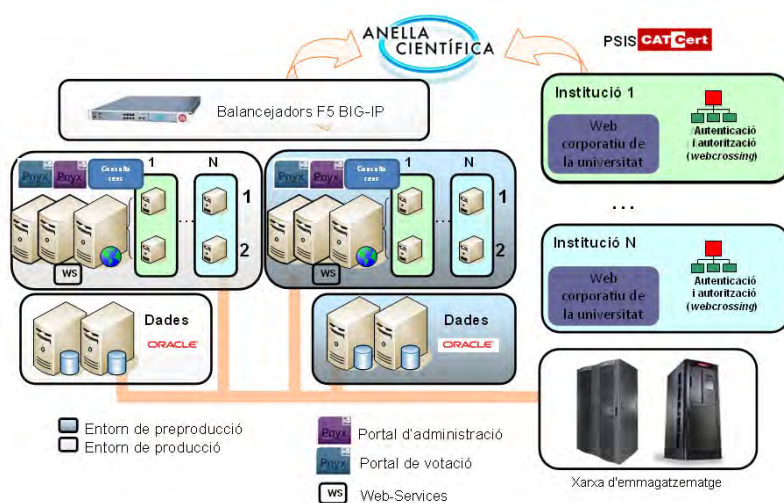 ANELLA
CIENTÍFICA
PSIS CATCert
Balancejadors F5 BIG-IP
Institució 1
Web
corporatiu de
la universitat
Autenticació
i autorització
(webcrossing)
...
Institució N
Web
corporatiu de
la universitat
Autenticació
i autorització
(webcrossing)
Pnyx
Pnyx
Consulta
cens
1
N
...
1
2
WS
Pnyx
Pnyx
Consulta
cens
1
N
...
1
2
WS
Dades
ORACLE
Dades
ORACLE
Entorn de preproducció
Entorn de producció
Pnyx
Portal d'administració
Pnyx
Portal de votació
WS
Web-Services
Xarxa d'emmagatzematge